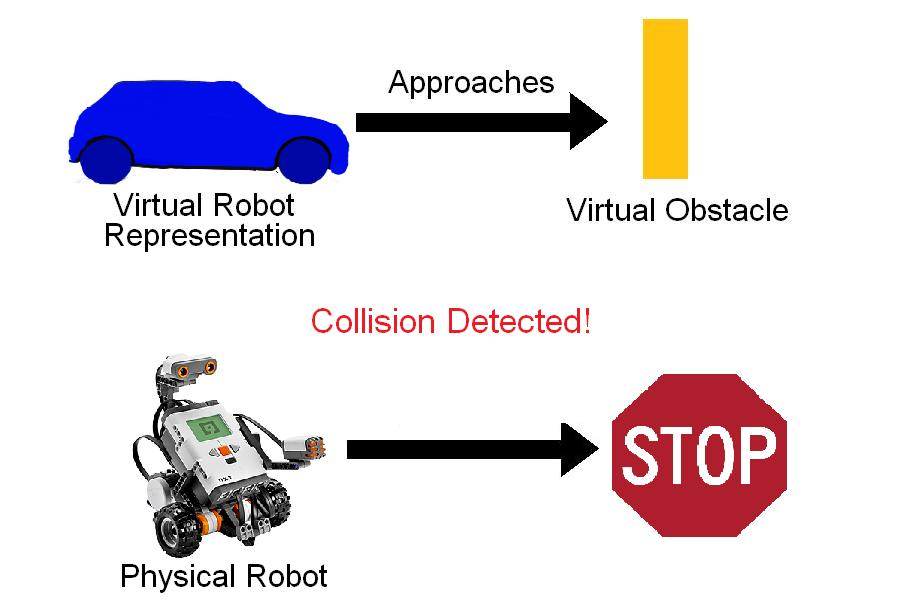 Approaches
Virtual Robot
Representation
Virtual Obstacle
Collision Detected!
STOP
Physical Robot